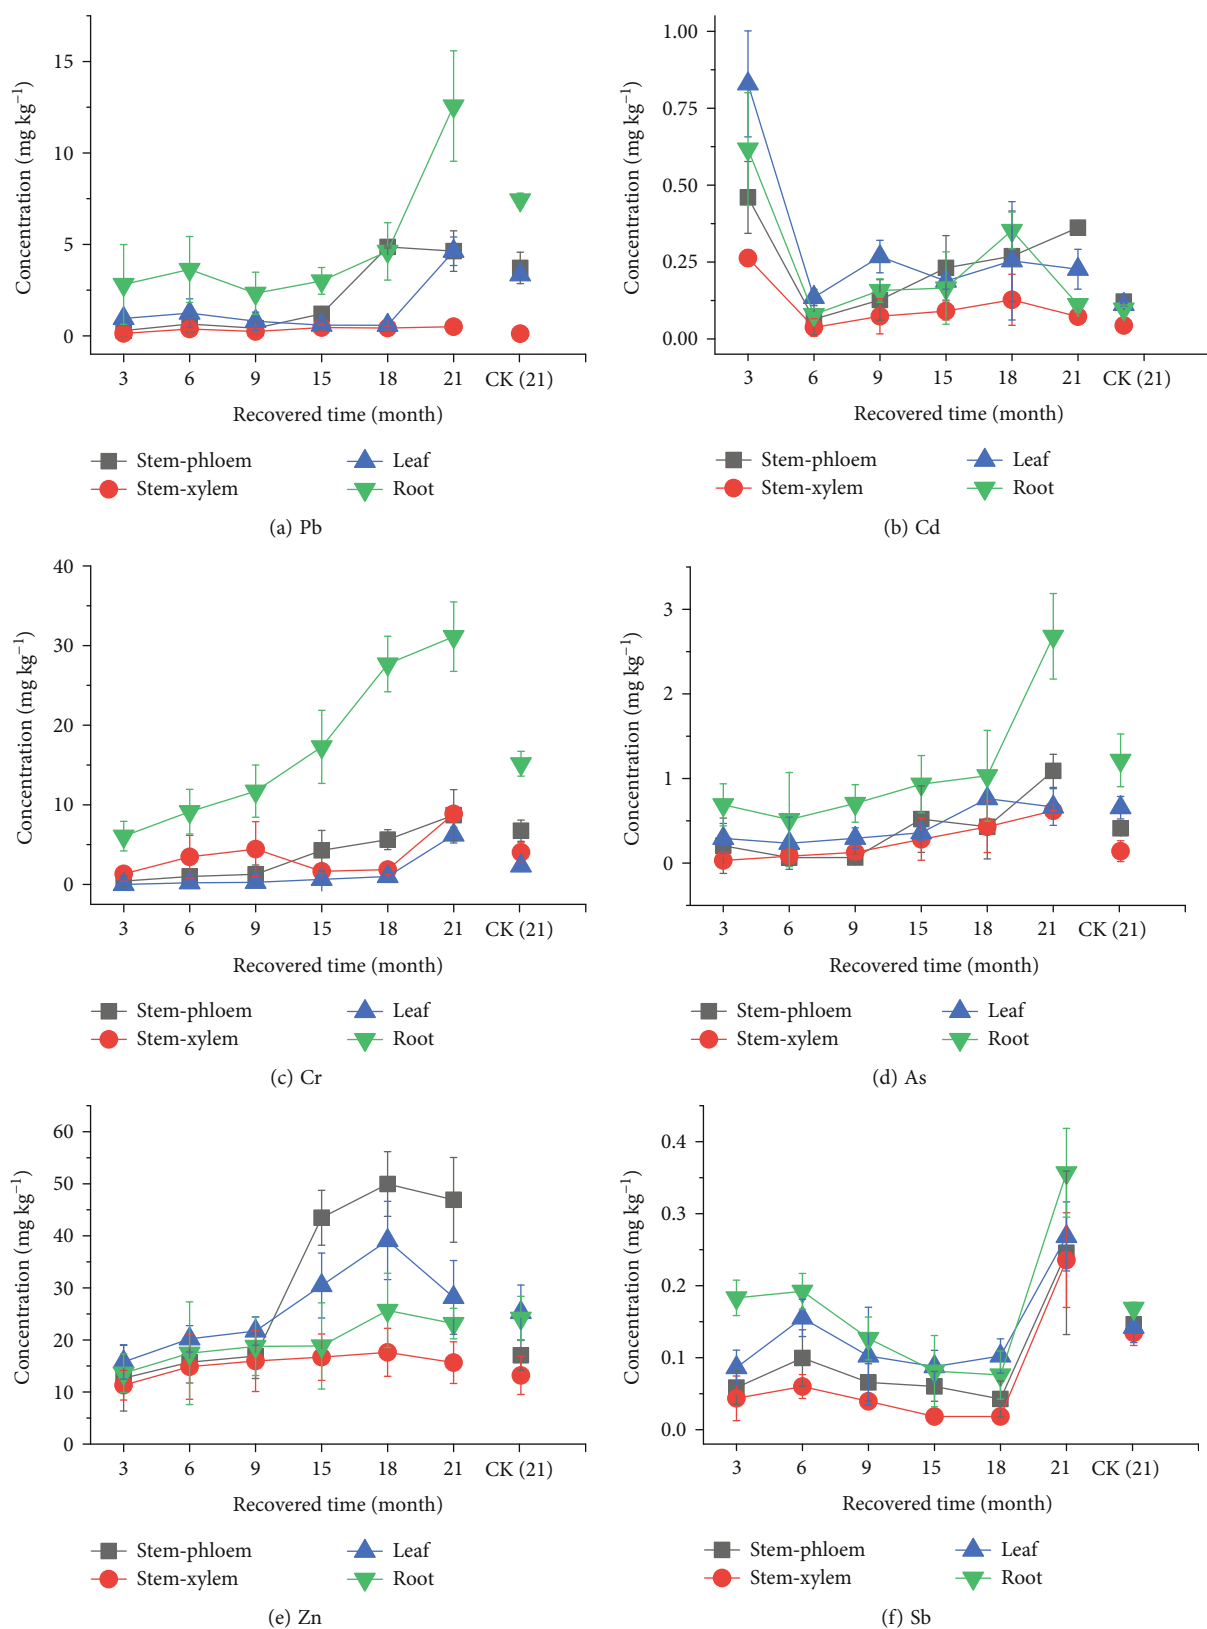 Concentration (mg kg⁻¹)
15
10
5
0
3 6 9 15 18 21 CK (21)
Recovered time (month)
Stem-phloem Leaf
Stem-xylem Root
(a) Pb
Concentration (mg kg⁻¹)
1.00
0.75
0.50
0.25
0.00
3 6 9 15 18 21 CK (21)
Recovered time (month)
Stem-phloem Leaf
Stem-xylem Root
(b) Cd
Concentration (mg kg⁻¹)
40
30
20
10
0
3 6 9 15 18 21 CK (21)
Recovered time (month)
Stem-phloem Leaf
Stem-xylem Root
(c) Cr
Concentration (mg kg⁻¹)
3
2
1
0
3 6 9 15 18 21 CK (21)
Recovered time (month)
Stem-phloem Leaf
Stem-xylem Root
(d) As
Concentration (mg kg⁻¹)
60
50
40
30
20
10
0
3 6 9 15 18 21 CK (21)
Recovered time (month)
Stem-phloem Leaf
Stem-xylem Root
(e) Zn
Concentration (mg kg⁻¹)
0.4
0.3
0.2
0.1
0.0
3 6 9 15 18 21 CK (21)
Recovered time (month)
Stem-phloem Leaf
Stem-xylem Root
(f) Sb